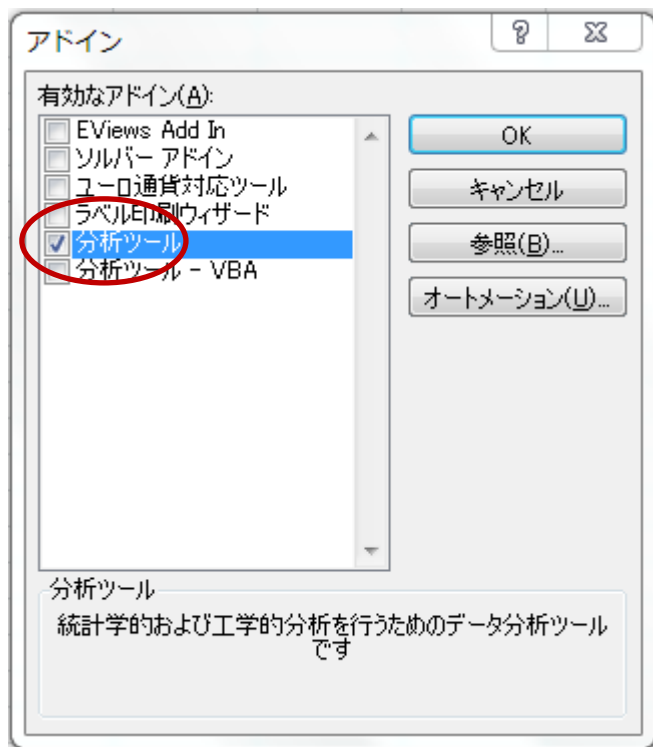 アドイン
有効なアドイン(A):
EViews Add In
ソルバー アドイン
ユーロ通貨対応ツール
ラベル印刷ウィザード
分析ツール
分析ツール - VBA
OK
キャンセル
参照(B)...
オートメーション(U)...
分析ツール
統計学的および工学的分析を行うためのデータ分析ツール
です